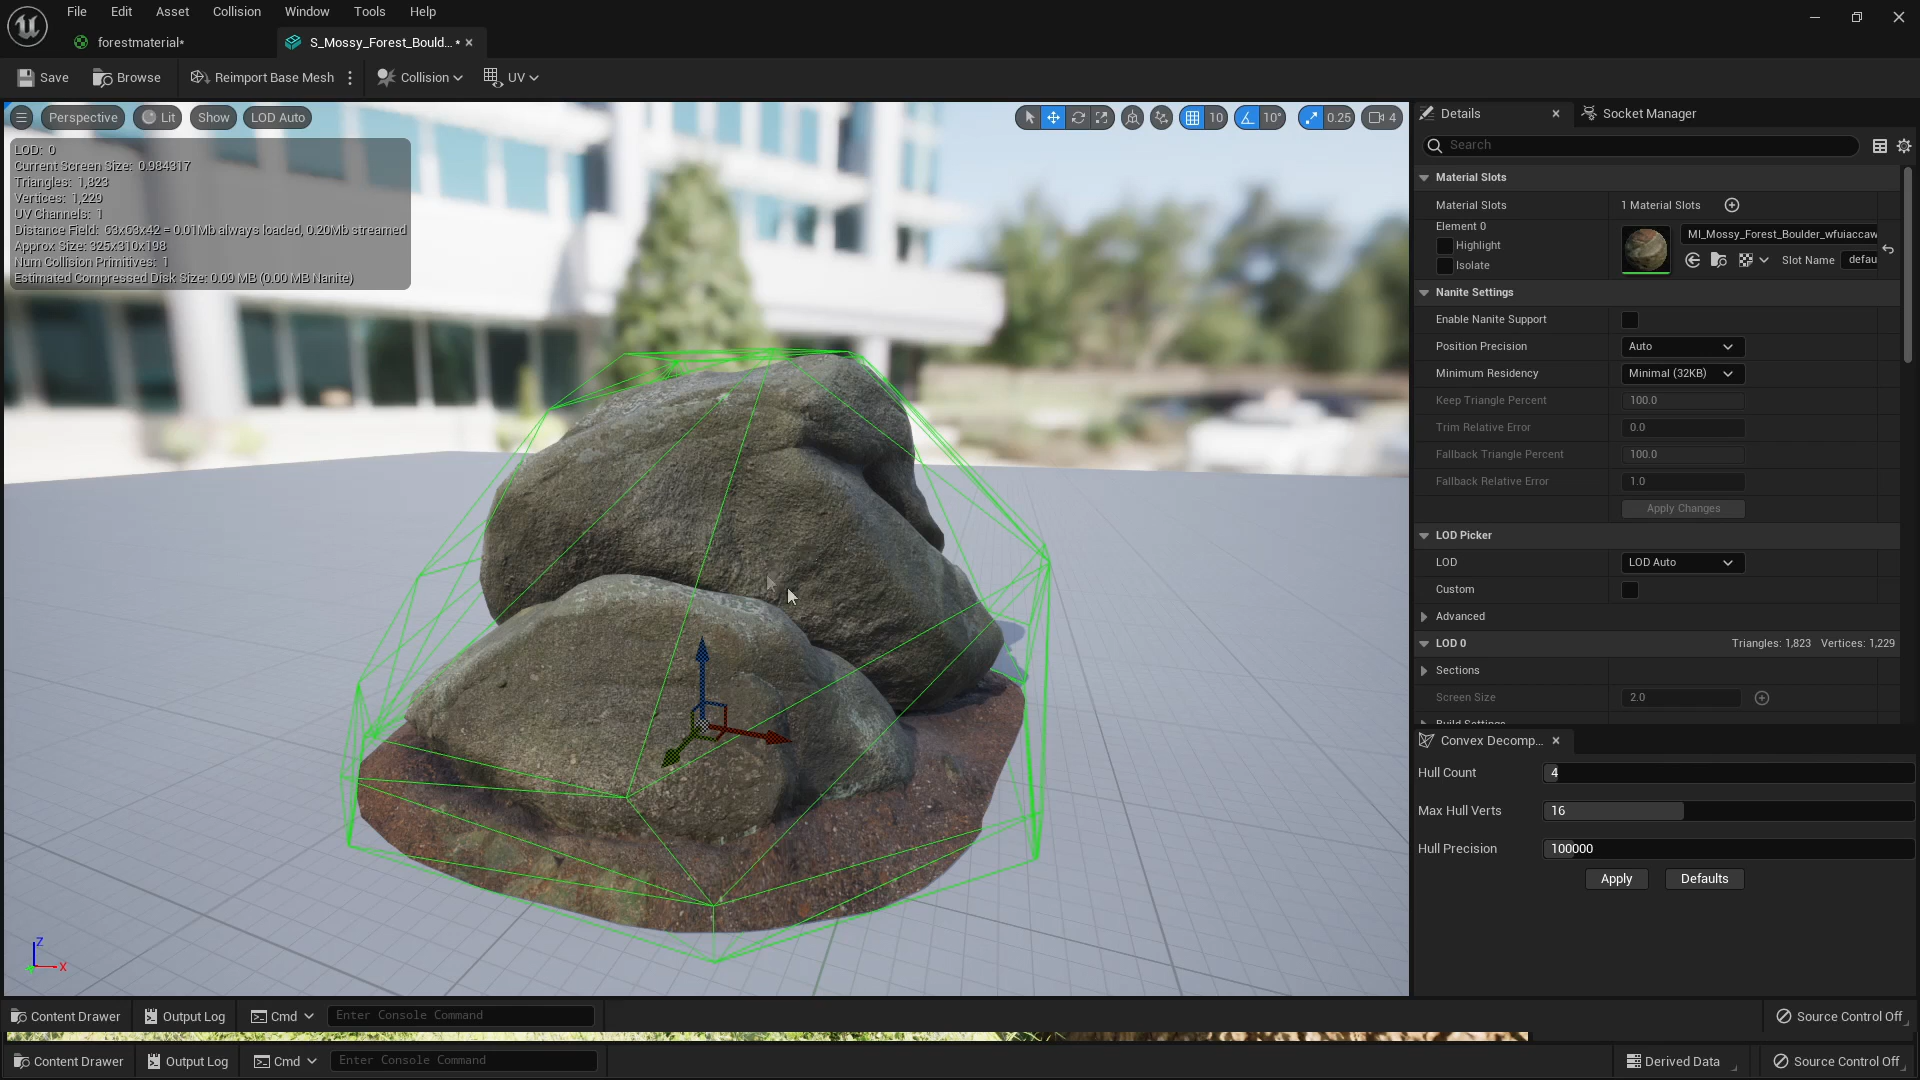 File Edit Asset Collision Window Tools Help
forestmaterial*
S_Mossy_Forest_Bould... *
Save Browse Reimport Base Mesh Collision UV
Perspective Lit Show LOD Auto
10 10° 0.25 4
LOD: 0
Current Screen Size: 0.984317
Triangles: 1,823
Vertices: 1,229
UV Channels: 1
Distance Field: 63x63x42 = 0.01Mb always loaded, 0.20Mb streamed
Approx Size: 325x310x198
Num Collision Primitives: 1
Estimated Compressed Disk Size: 0.09 MB (0.00 MB Nanite)
Z
X
Details
Socket Manager
Search
Material Slots
Material Slots 1 Material Slots
Element 0
Highlight
Isolate
MI_Mossy_Forest_Boulder_wfuiaccaw
Slot Name defau
Nanite Settings
Enable Nanite Support
Position Precision Auto
Minimum Residency Minimal (32KB)
Keep Triangle Percent 100.0
Trim Relative Error 0.0
Fallback Triangle Percent 100.0
Fallback Relative Error 1.0
Apply Changes
LOD Picker
LOD LOD Auto
Custom
Advanced
LOD 0 Triangles: 1,823 Vertices: 1,229
Sections
Screen Size 2.0
Build Settings
Convex Decomp...
Hull Count 4
Max Hull Verts 16
Hull Precision 100000
Apply Defaults
Content Drawer Output Log Cmd Enter Console Command Source Control Off
Content Drawer Output Log Cmd Enter Console Command Derived Data Source Control Off